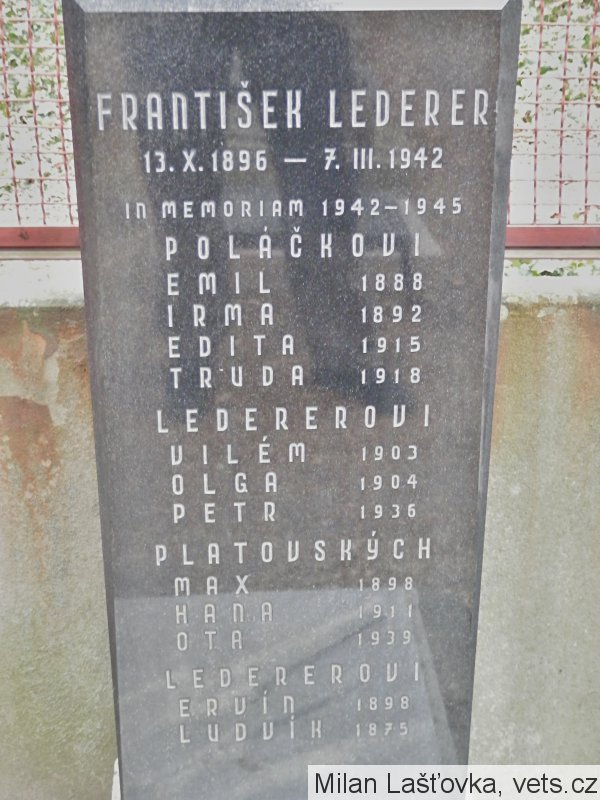 FRANTIŠEK LEDERER
13. X. 1896 — 7. III. 1942
IN MEMORIAM 1942–1945
POLÁČKOVI
EMIL 1888
IRMA 1892
EDITA 1915
TRUDA 1918
LEDEREROVI
VILÉM 1903
OLGA 1904
PETR 1936
PLATOVSKÝCH
MAX 1898
HANA 1911
OTA 1939
LEDEREROVI
ERVÍN 1898
LUDVÍK 1875
Milan Lašťovka, vets.cz